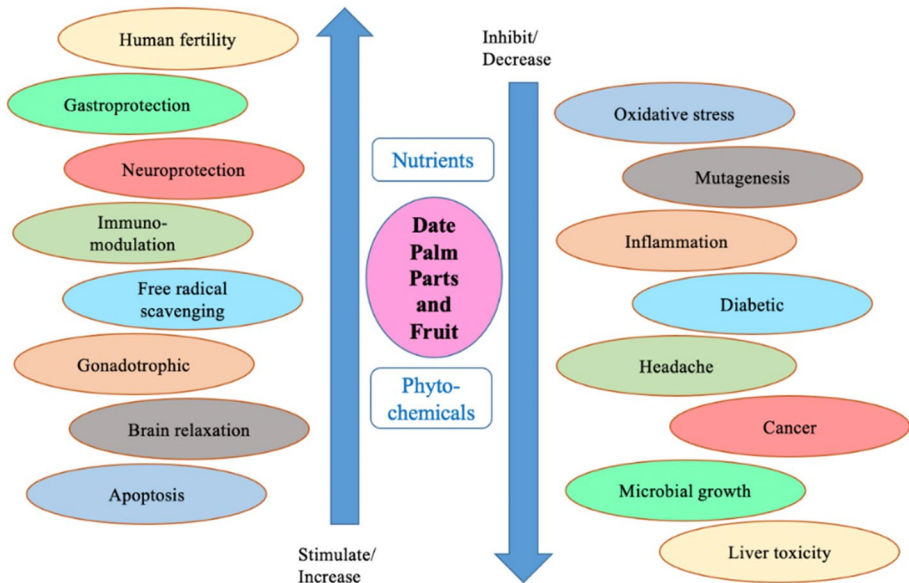 Human fertility
Gastroprotection
Neuroprotection
Immuno-
modulation
Free radical
scavenging
Gonadotrophic
Brain relaxation
Apoptosis
Stimulate/
Increase
Nutrients
Date
Palm
Parts
and
Fruit
Phyto-
chemicals
Inhibit/
Decrease
Oxidative stress
Mutagenesis
Inflammation
Diabetic
Headache
Cancer
Microbial growth
Liver toxicity